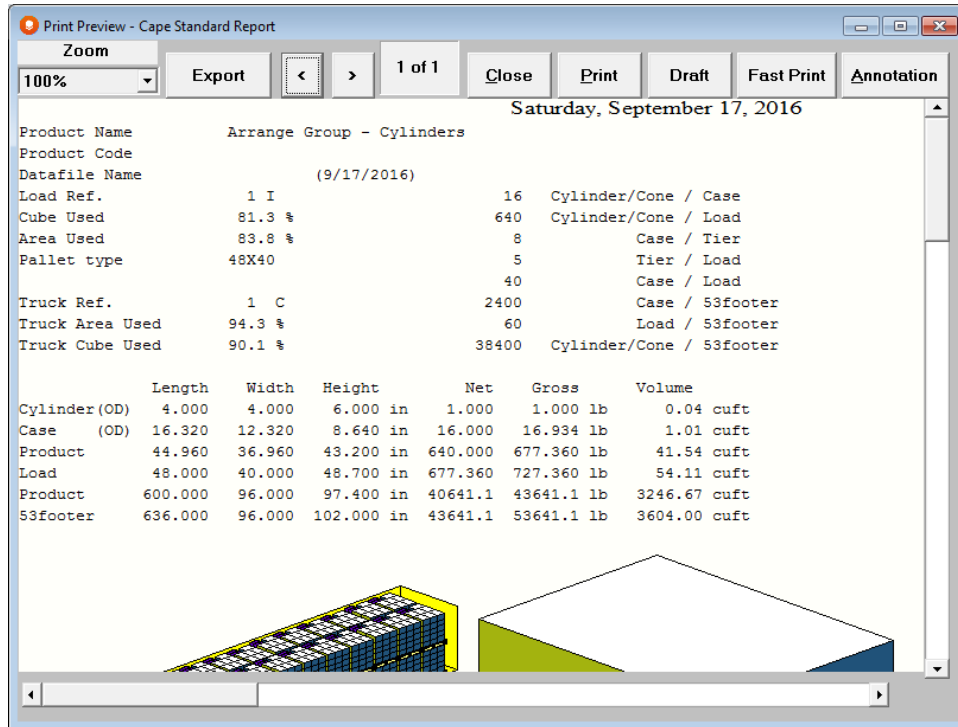 Print Preview - Cape Standard Report
Zoom
100% Export < > 1 of 1 Close Print Draft Fast Print Annotation
Saturday, September 17, 2016
Product Name Arrange Group - Cylinders
Product Code
Datafile Name (9/17/2016)
Load Ref. 1 I 16 Cylinder/Cone / Case
Cube Used 81.3 % 640 Cylinder/Cone / Load
Area Used 83.8 % 8 Case / Tier
Pallet type 48X40 5 Tier / Load
40 Case / Load
Truck Ref. 1 C 2400 Case / 53footer
Truck Area Used 94.3 % 60 Load / 53footer
Truck Cube Used 90.1 % 38400 Cylinder/Cone / 53footer
Length Width Height Net Gross Volume
Cylinder(OD) 4.000 4.000 6.000 in 1.000 1.000 lb 0.04 cuft
Case (OD) 16.320 12.320 8.640 in 16.000 16.934 lb 1.01 cuft
Product 44.960 36.960 43.200 in 640.000 677.360 lb 41.54 cuft
Load 48.000 40.000 48.700 in 677.360 727.360 lb 54.11 cuft
Product 600.000 96.000 97.400 in 40641.1 43641.1 lb 3246.67 cuft
53footer 636.000 96.000 102.000 in 43641.1 53641.1 lb 3604.00 cuft